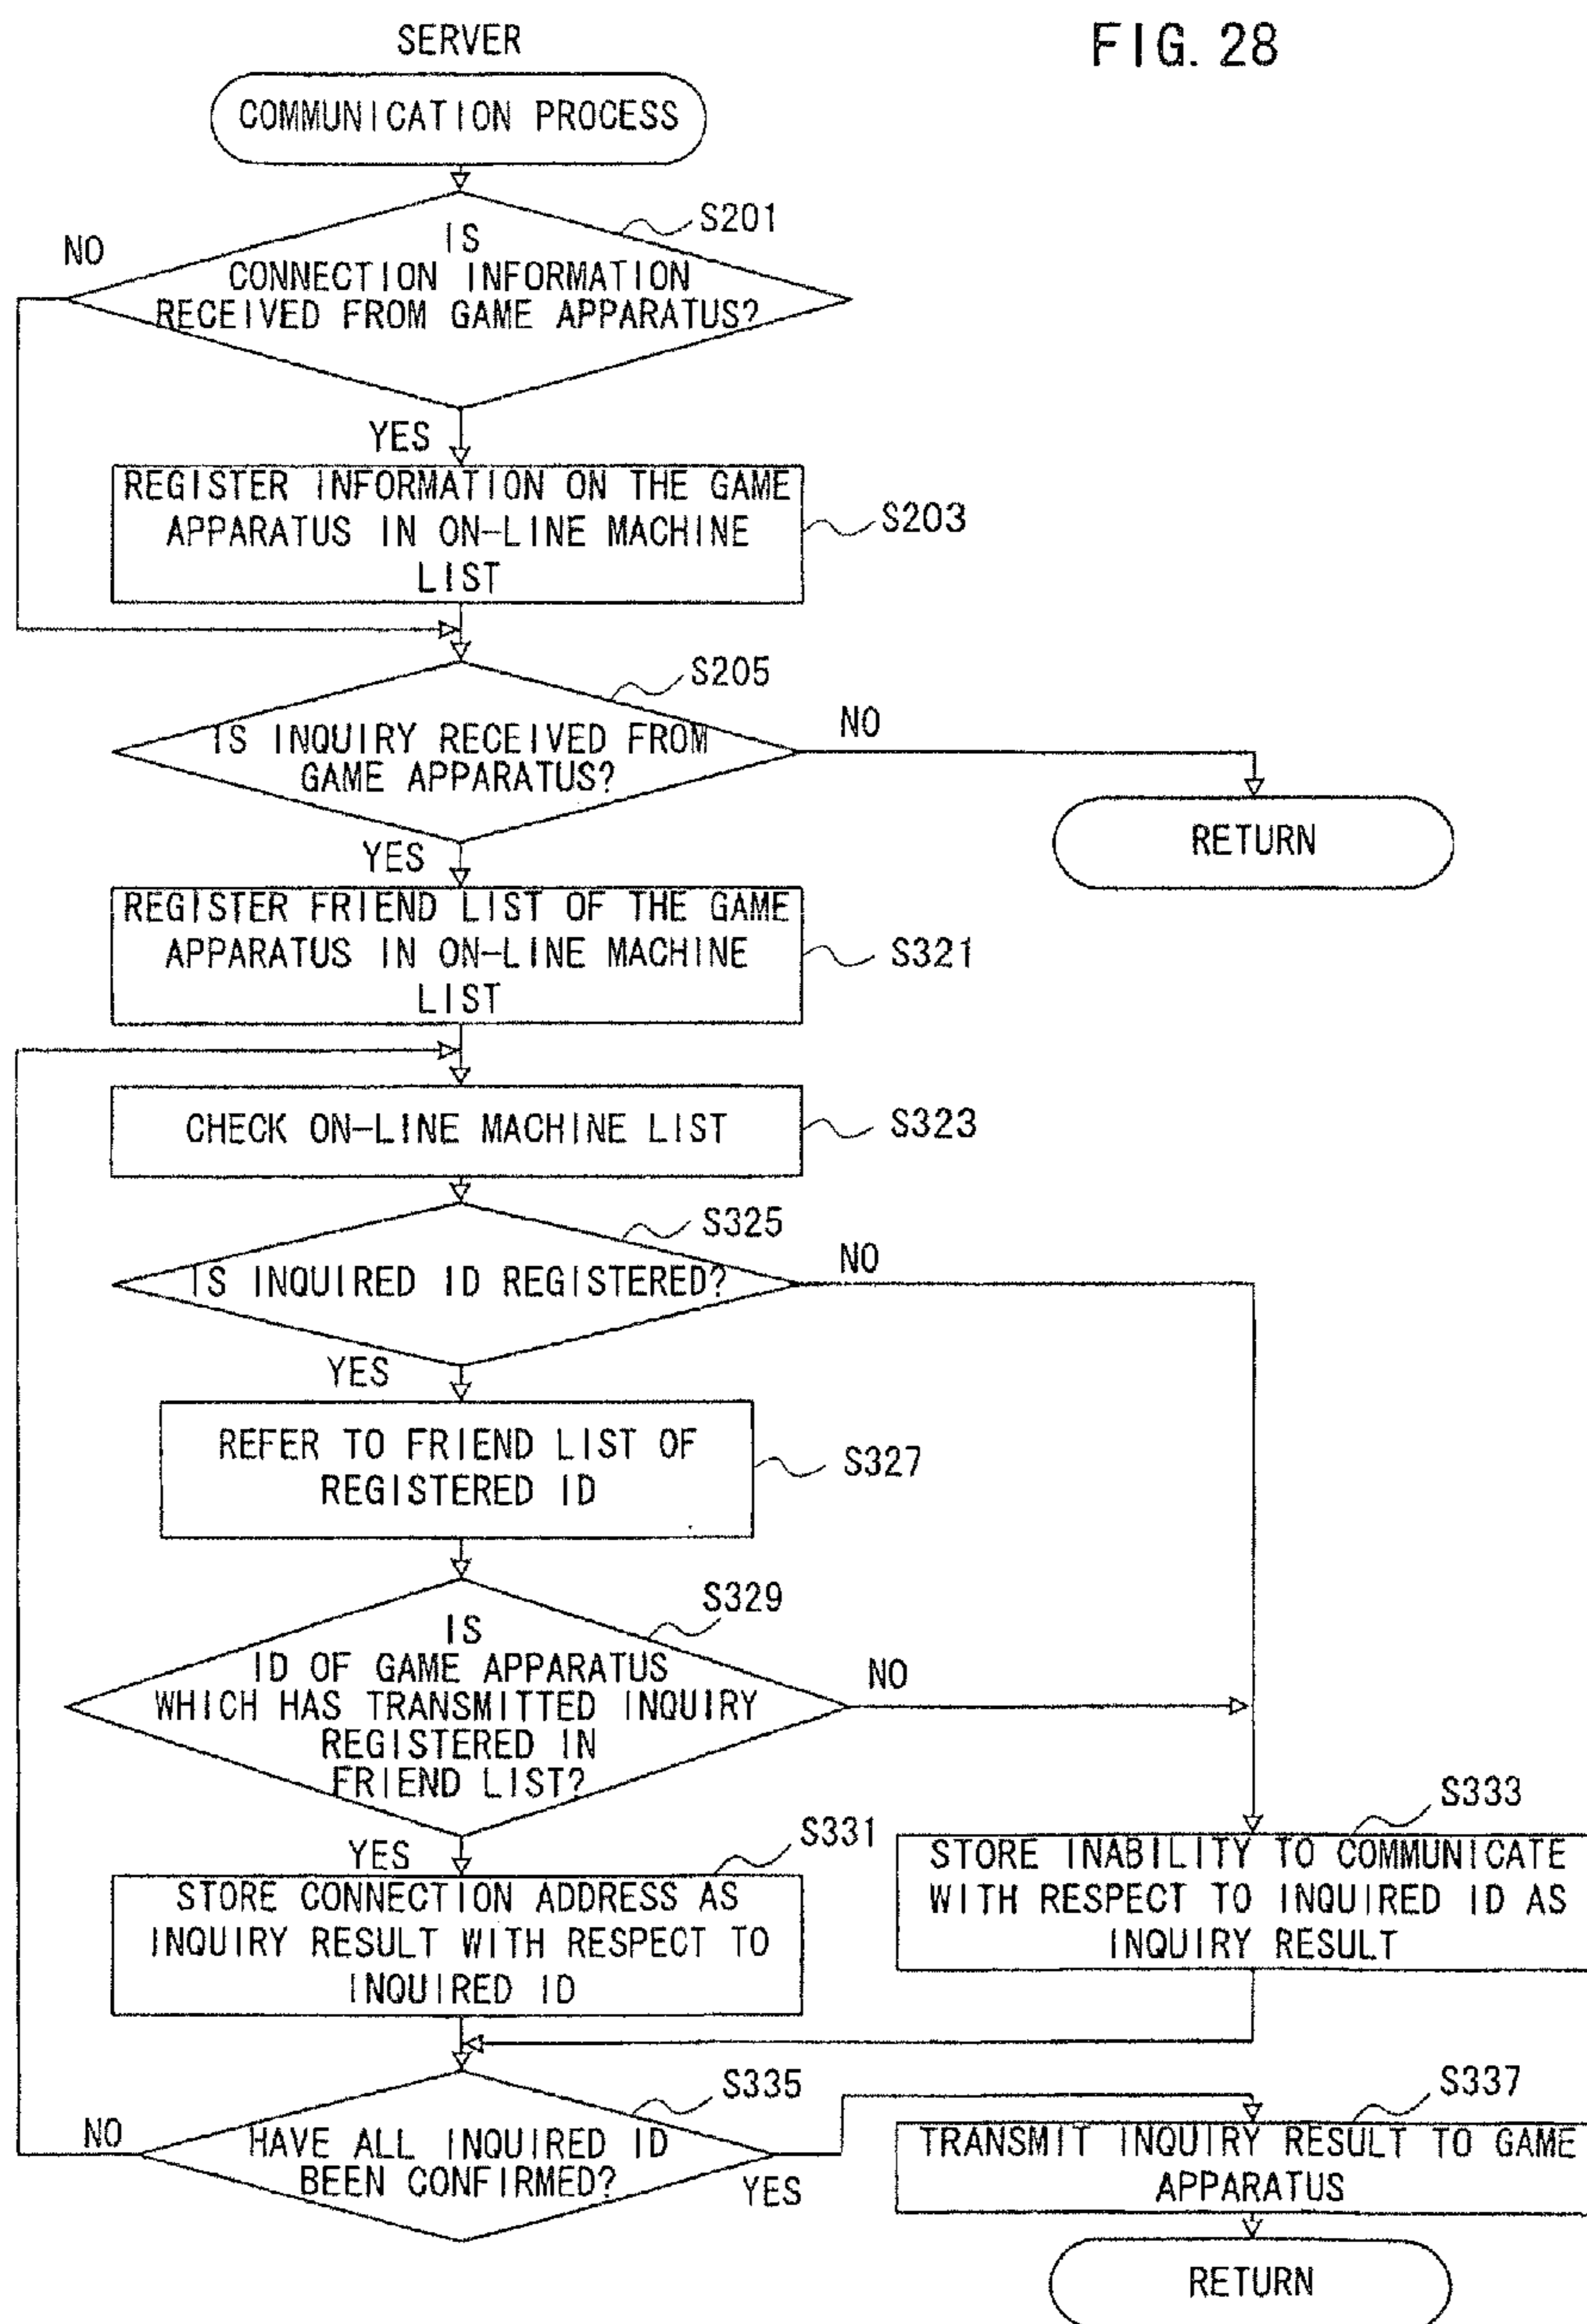 SERVER
FIG. 28
COMMUNICATION PROCESS
S201
NO
IS
CONNECTION INFORMATION
RECEIVED FROM GAME APPARATUS?
YES
REGISTER INFORMATION ON THE GAME
APPARATUS IN ON-LINE MACHINE
LIST
S203
S205
IS INQUIRY RECEIVED FROM
GAME APPARATUS?
NO
RETURN
YES
REGISTER FRIEND LIST OF THE GAME
APPARATUS IN ON-LINE MACHINE
LIST
S321
CHECK ON-LINE MACHINE LIST
S323
S325
IS INQUIRED ID REGISTERED?
NO
YES
REFER TO FRIEND LIST OF
REGISTERED ID
S327
S329
IS
ID OF GAME APPARATUS
WHICH HAS TRANSMITTED INQUIRY
REGISTERED IN
FRIEND LIST?
NO
YES
S331
STORE CONNECTION ADDRESS AS
INQUIRY RESULT WITH RESPECT TO
INQUIRED ID
S333
STORE INABILITY TO COMMUNICATE
WITH RESPECT TO INQUIRED ID AS
INQUIRY RESULT
S335
NO
HAVE ALL INQUIRED ID
BEEN CONFIRMED?
YES
S337
TRANSMIT INQUIRY RESULT TO GAME
APPARATUS
RETURN